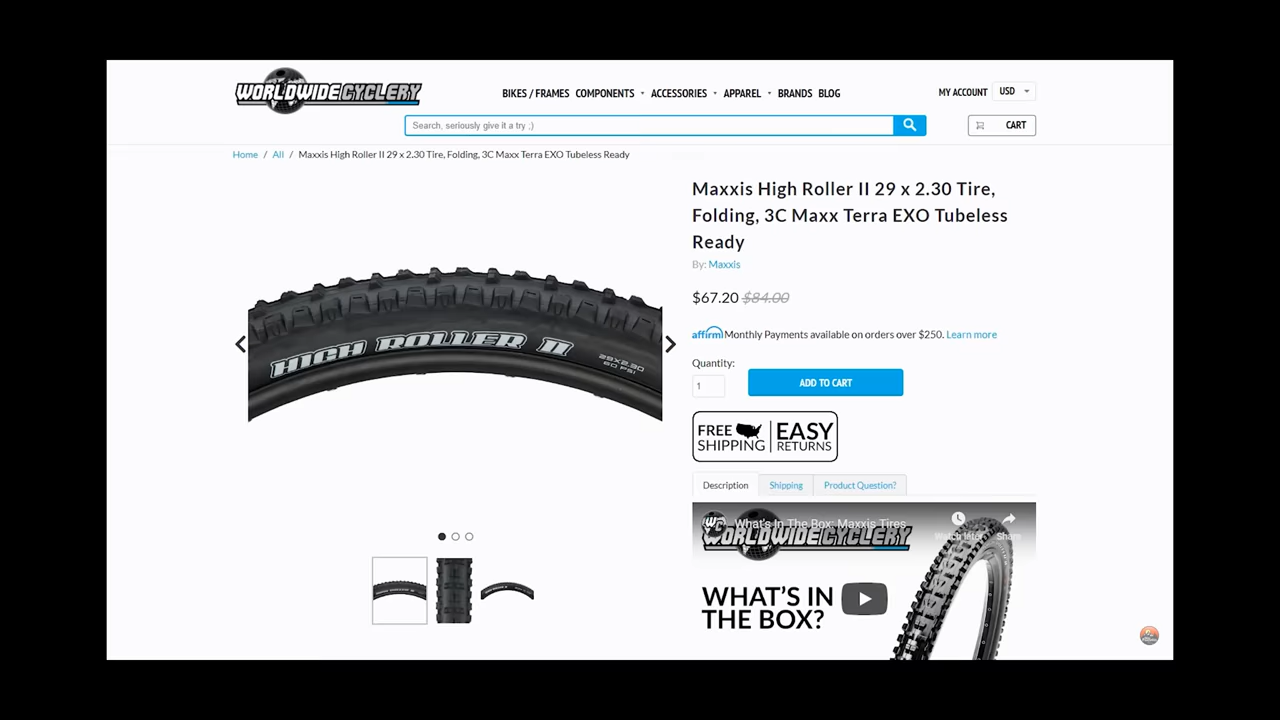 WORLDWIDE CYCLERY
BIKES / FRAMES COMPONENTS ACCESSORIES APPAREL BRANDS BLOG
MY ACCOUNT USD
Search, seriously give it a try ;)
CART
Home / All / Maxxis High Roller II 29 x 2.30 Tire, Folding, 3C Maxx Terra EXO Tubeless Ready
Maxxis High Roller II 29 x 2.30 Tire,
Folding, 3C Maxx Terra EXO Tubeless
Ready
By: Maxxis
$67.20 $84.00
affirm Monthly Payments available on orders over $250. Learn more
Quantity:
1
ADD TO CART
HIGH ROLLER II
29X2.30
60 PSI
FREE SHIPPING
EASY RETURNS
Description Shipping Product Question?
What's In The Box: Maxxis Tires
Watch later Share
WORLDWIDE CYCLERY
WHAT'S IN
THE BOX?